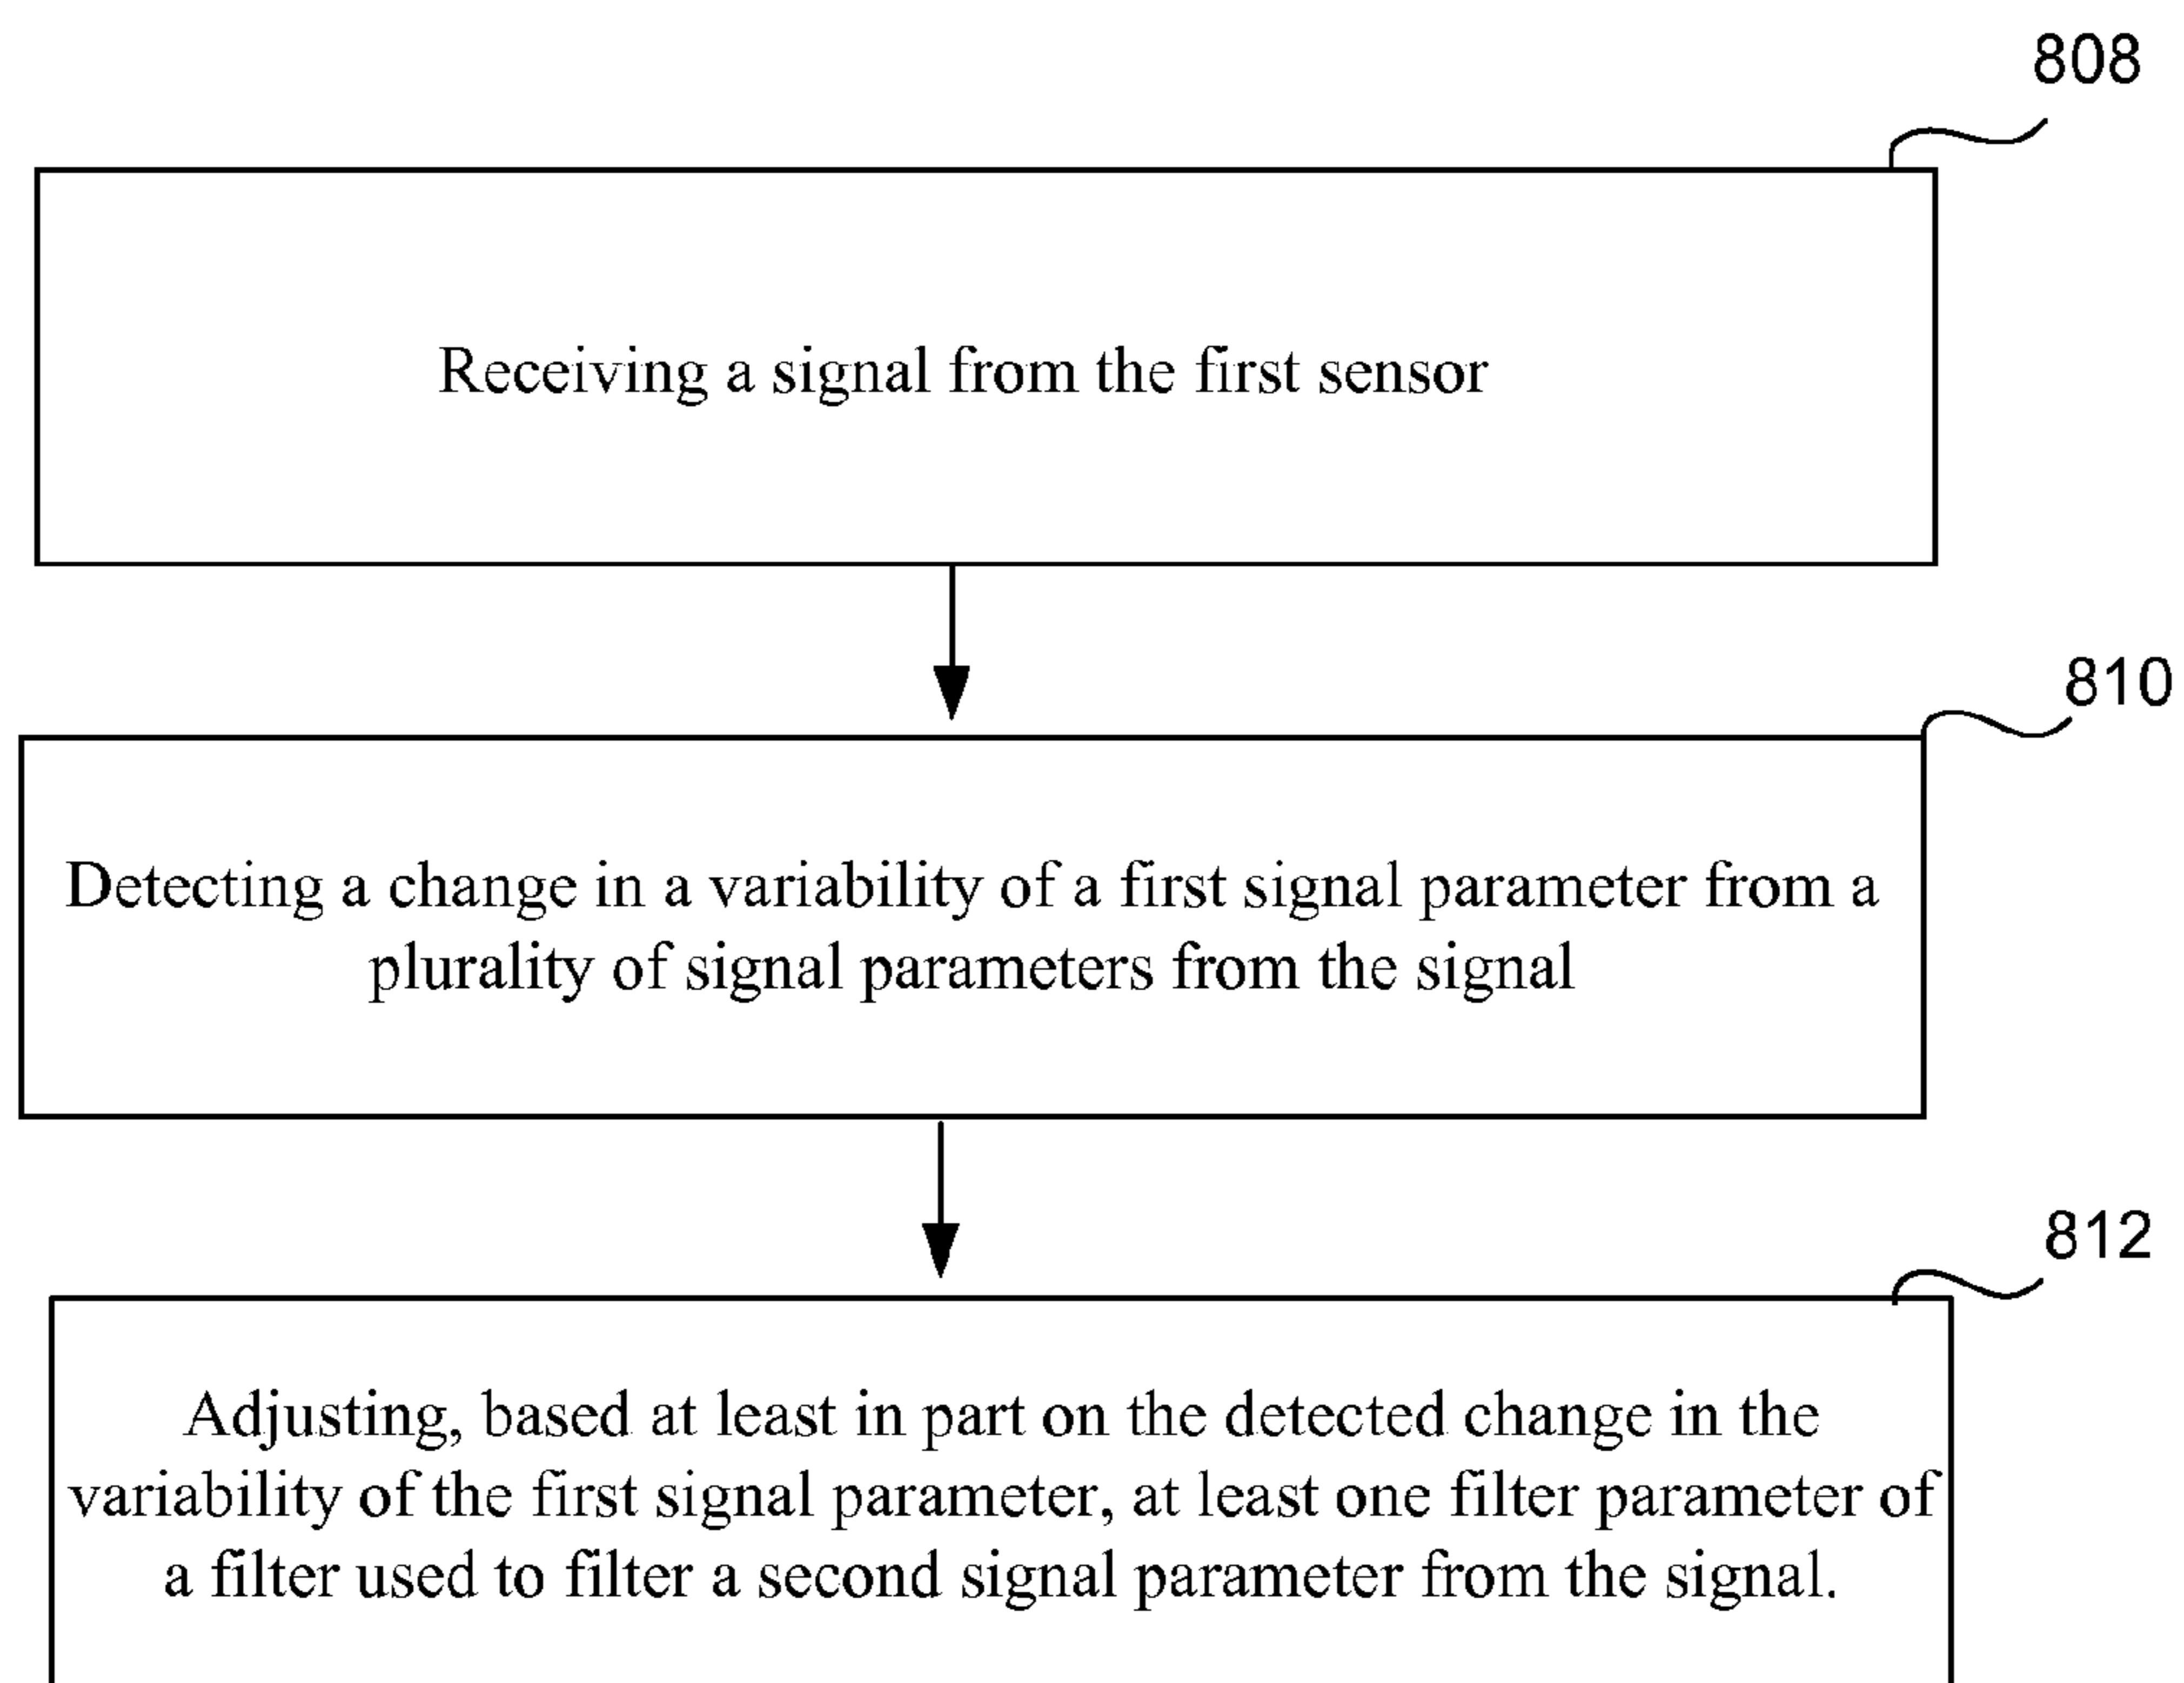 808
Receiving a signal from the first sensor
810
Detecting a change in a variability of a first signal parameter from a
plurality of signal parameters from the signal
812
Adjusting, based at least in part on the detected change in the
variability of the first signal parameter, at least one filter parameter of
a filter used to filter a second signal parameter from the signal.